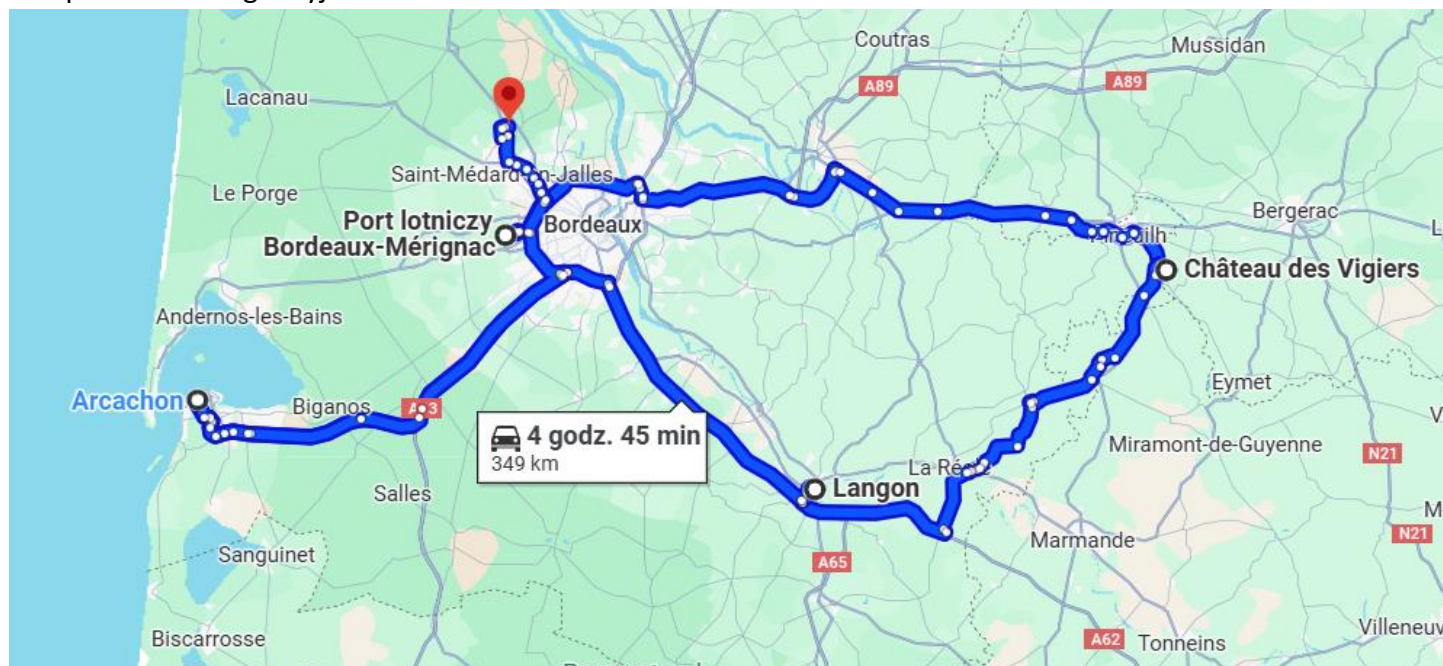 Coutras
Mussidan
A89
A89
Lacanau
Saint-Médard-en-Jalles
Le Porge
Port lotniczy
Bordeaux-Mérignac
Bordeaux
Bergerac
Château des Vigiers
Andernos-les-Bains
Arcachon
Biganos
Eymet
4 godz. 45 min
349 km
Miramont-de-Guyenne
N21
La Réole
Langon
Salles
Marmande
N21
Sanguinet
A65
Biscarrosse
A62
Tonneins